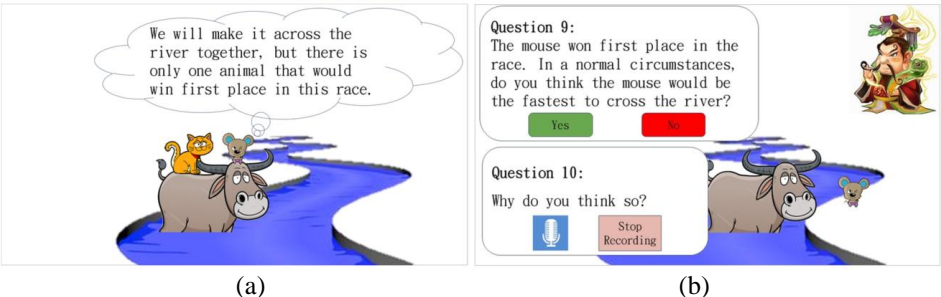 We will make it across the
river together, but there is
only one animal that would
win first place in this race.
(a)
Question 9:
The mouse won first place in the
race. In a normal circumstances,
do you think the mouse would be
the fastest to cross the river?
Yes
No
Question 10:
Why do you think so?
Stop
Recording
(b)